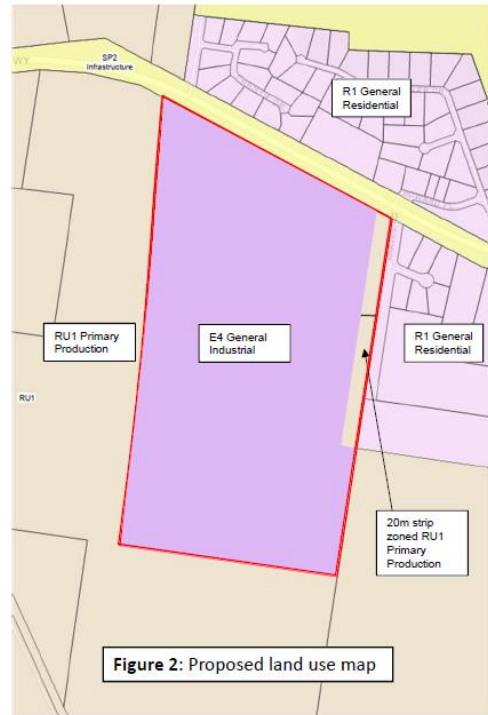 WY
SP2
Infrastructure
R1 General
Residential
RU1 Primary
Production
E4 General
Industrial
R1 General
Residential
RU1
20m strip
zoned RU1
Primary
Production
Figure 2: Proposed land use map